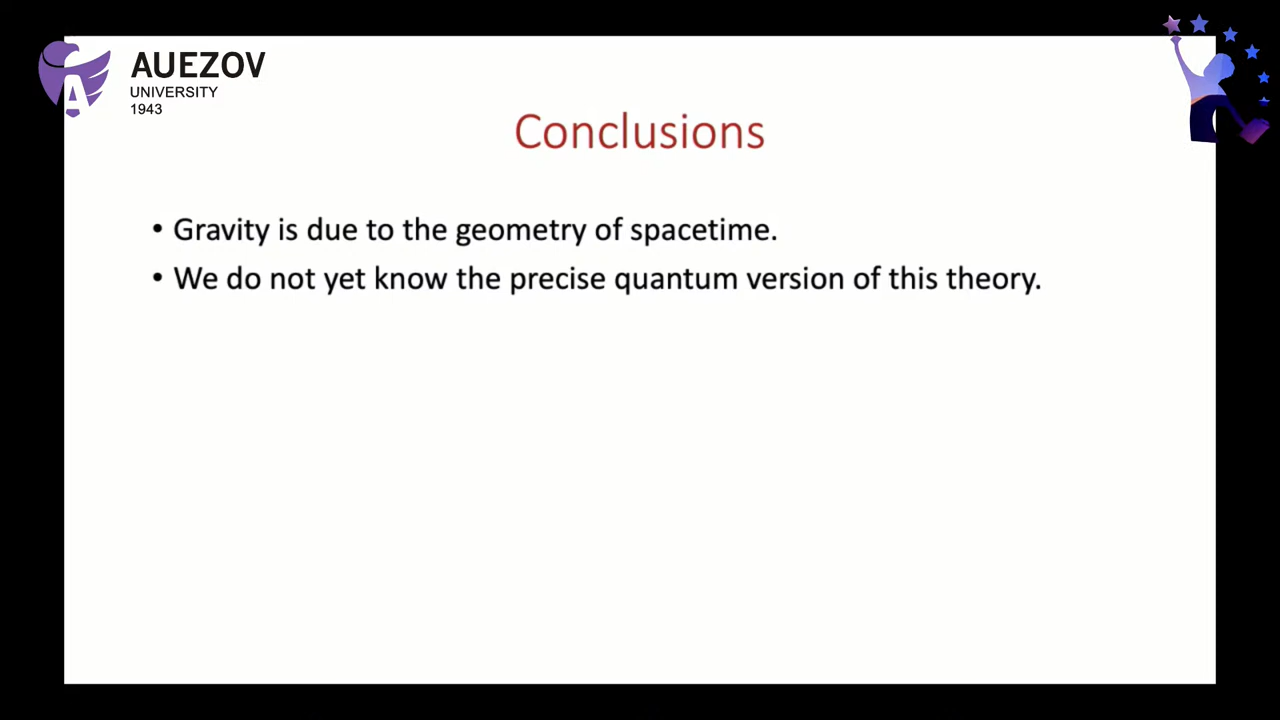 AUEZOV
UNIVERSITY
1943
Conclusions
• Gravity is due to the geometry of spacetime.
• We do not yet know the precise quantum version of this theory.